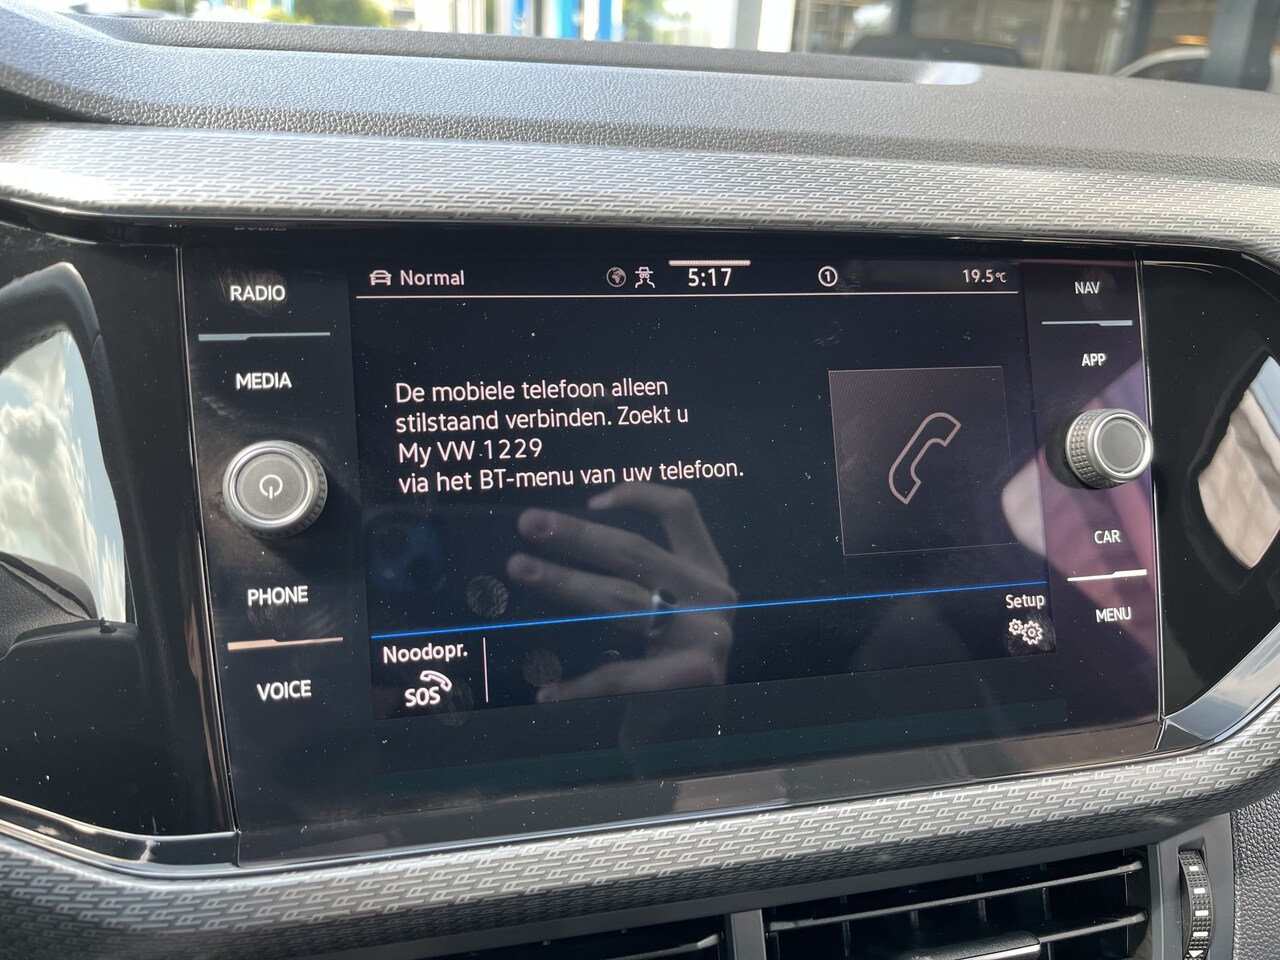 RADIO
MEDIA
PHONE
VOICE
Normal
5:17
1
19.5°C
De mobiele telefoon alleen
stilstaand verbinden. Zoekt u
My VW 1229
via het BT-menu van uw telefoon.
Noodopr.
SOS
Setup
NAV
APP
CAR
MENU